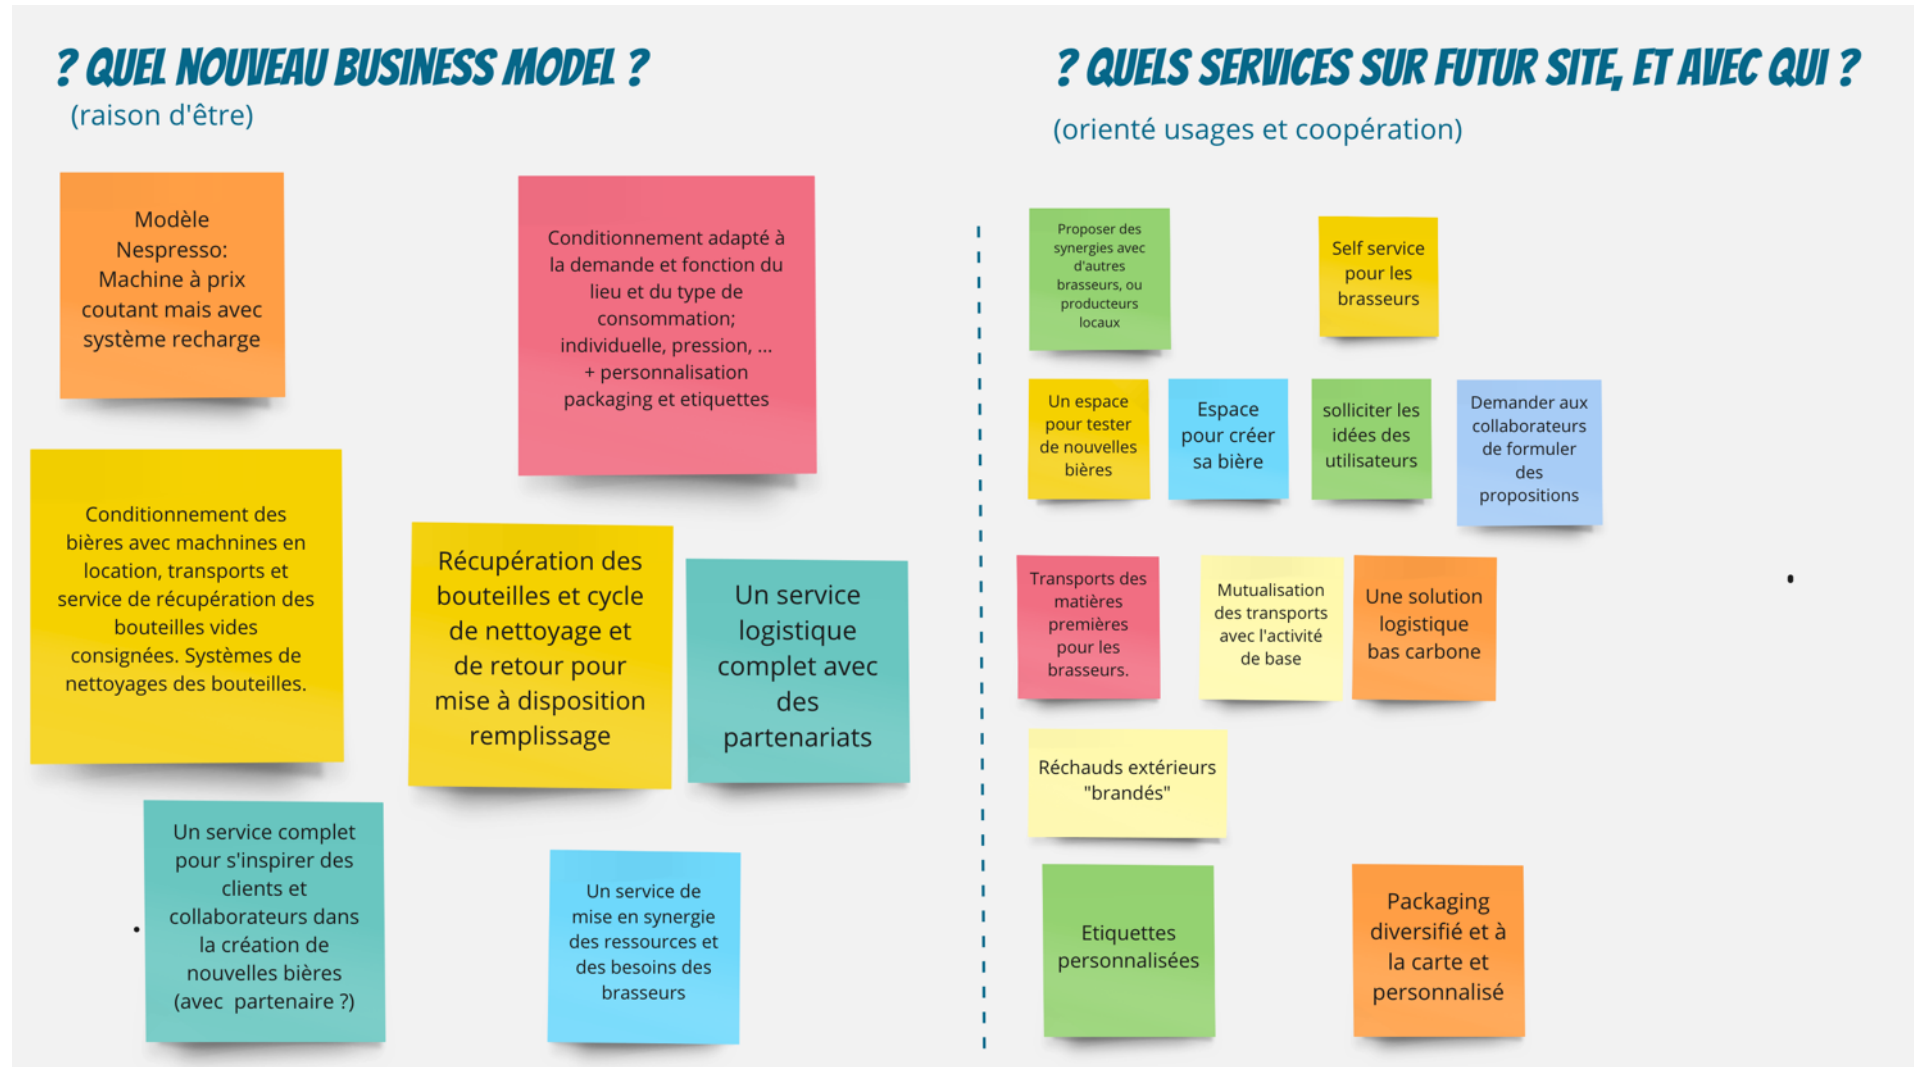 ? QUEL NOUVEAU BUSINESS MODEL ?
(raison d'être)
Modèle
Nespresso:
Machine à prix
coutant mais avec
système recharge
Conditionnement adapté à
la demande et fonction du
lieu et du type de
consommation;
individuelle, pression, ...
+ personnalisation
packaging et etiquettes
Conditionnement des
bières avec machnines en
location, transports et
service de récupération des
bouteilles vides
consignées. Systèmes de
nettoyages des bouteilles.
Récupération des
bouteilles et cycle
de nettoyage et
de retour pour
mise à disposition
remplissage
Un service
logistique
complet avec
des
partenariats
Un service complet
pour s'inspirer des
clients et
collaborateurs dans
la création de
nouvelles bières
(avec partenaire ?)
Un service de
mise en synergie
des ressources et
des besoins des
brasseurs
? QUELS SERVICES SUR FUTUR SITE, ET AVEC QUI ?
(orienté usages et coopération)
Proposer des
synergies avec
d'autres
brasseurs, ou
producteurs
locaux
Self service
pour les
brasseurs
Un espace
pour tester
de nouvelles
bières
Espace
pour créer
sa bière
solliciter les
idées des
utilisateurs
Demander aux
collaborateurs
de formuler
des
propositions
Transports des
matières
premières
pour les
brasseurs.
Mutualisation
des transports
avec l'activité
de base
Une solution
logistique
bas carbone
Réchauds extérieurs
"brandés"
Etiquettes
personnalisées
Packaging
diversifié et à
la carte et
personnalisé